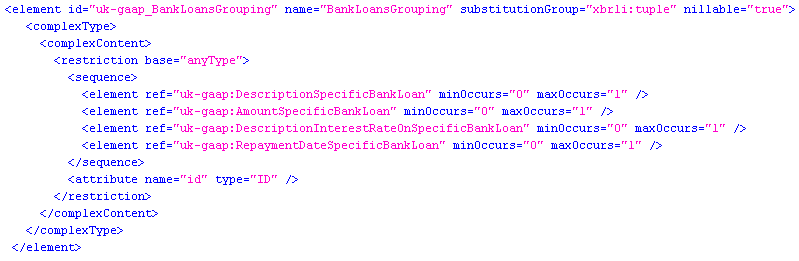 <element id="uk-gaap_BankLoansGrouping" name="BankLoansGrouping" substitutionGroup="xbrli:tuple" nillable="true">
<complexType>
<complexContent>
<restriction base="anyType">
<sequence>
<element ref="uk-gaap:DescriptionSpecificBankLoan" minOccurs="0" maxOccurs="1" />
<element ref="uk-gaap:AmountSpecificBankLoan" minOccurs="0" maxOccurs="1" />
<element ref="uk-gaap:DescriptionInterestRateOnSpecificBankLoan" minOccurs="0" maxOccurs="1" />
<element ref="uk-gaap:RepaymentDateSpecificBankLoan" minOccurs="0" maxOccurs="1" />
</sequence>
<attribute name="id" type="ID" />
</restriction>
</complexContent>
</complexType>
</element>